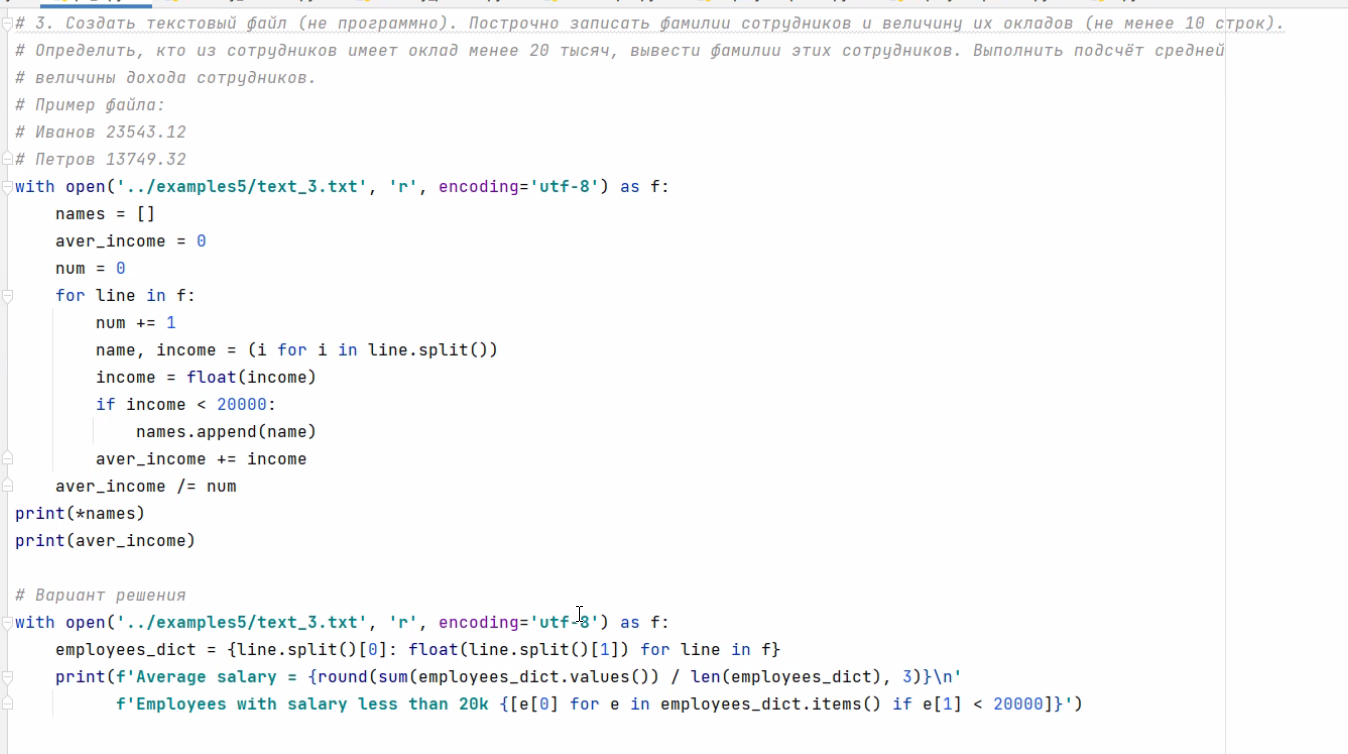 # 3. Создать текстовый файл (не программно). Построчно записать фамилии сотрудников и величину их окладов (не менее 10 строк).
# Определить, кто из сотрудников имеет оклад менее 20 тысяч, вывести фамилии этих сотрудников. Выполнить подсчёт средней
# величины дохода сотрудников.
# Пример файла:
# Иванов 23543.12
# Петров 13749.32
with open('../examples5/text_3.txt', 'r', encoding='utf-8') as f:
    names = []
    aver_income = 0
    num = 0
    for line in f:
        num += 1
        name, income = (i for i in line.split())
        income = float(income)
        if income < 20000:
            names.append(name)
        aver_income += income
    aver_income /= num
print(*names)
print(aver_income)
# Вариант решения
with open('../examples5/text_3.txt', 'r', encoding='utf-8') as f:
    employees_dict = {line.split()[0]: float(line.split()[1]) for line in f}
    print(f'Average salary = {round(sum(employees_dict.values()) / len(employees_dict), 3)}\n'
          f'Employees with salary less than 20k {[e[0] for e in employees_dict.items() if e[1] < 20000]}')